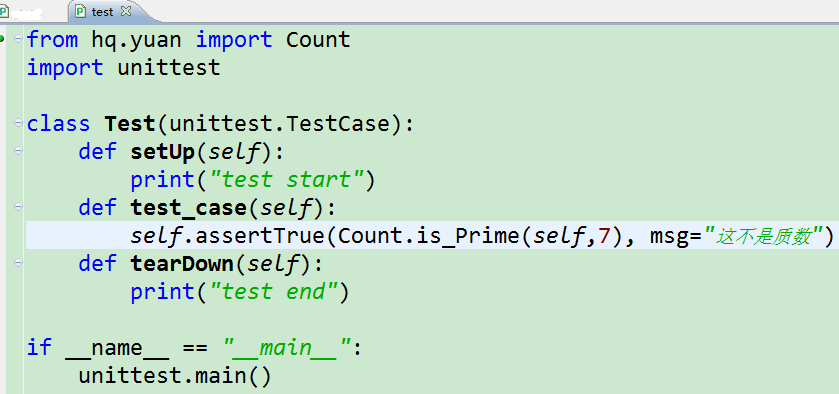 test
from hq.yuan import Count
import unittest
class Test(unittest.TestCase):
def setUp(self):
print("test start")
def test_case(self):
self.assertTrue(Count.is_Prime(self,7), msg="这不是质数")
def tearDown(self):
print("test end")
if __name__ == "__main__":
unittest.main()